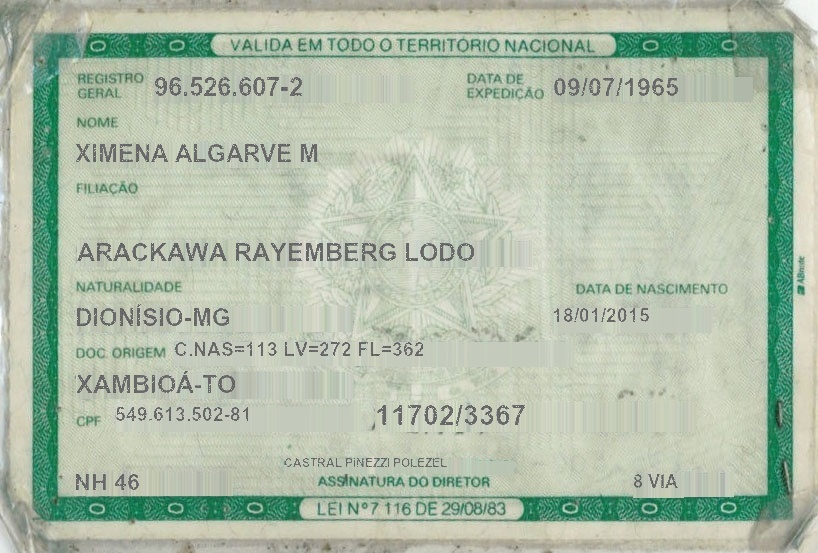 VALIDA EM TODO O TERRITÓRIO NACIONAL
REGISTRO GERAL 96.526.607-2 DATA DE EXPEDIÇÃO 09/07/1965
NOME
XIMENA ALGARVE M
FILIAÇÃO
ARACKAWA RAYEMBERG LODO
NATURALIDADE DATA DE NASCIMENTO
DIONÍSIO-MG 18/01/2015
DOC. ORIGEM C.NAS=113 LV=272 FL=362
XAMBIOÁ-TO
CPF 549.613.502-81 11702/3367
CASTRAL PiNEZZI POLEZEL
NH 46 ASSINATURA DO DIRETOR 8 VIA
LEI Nº 7 116 DE 29/08/83
ABnote